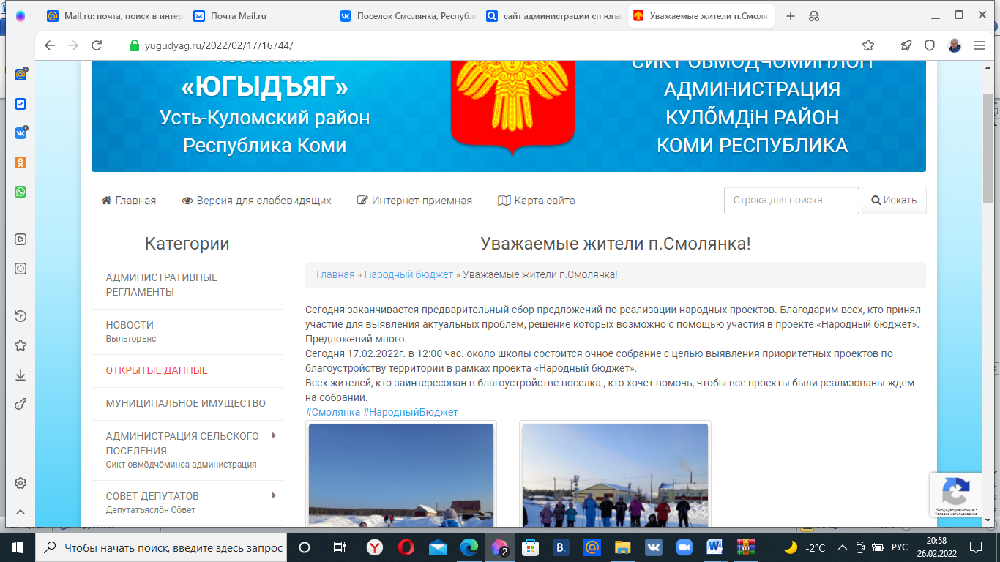 Mail.ru: почта, поиск в интер
Почта Mail.ru
Поселок Смолянка, Республи
сайт администрации сп югы
Уважаемые жители п.Смоля
yugudyag.ru/2022/02/17/16744/
«ЮГЫДЪЯГ»
Усть-Куломский район
Республика Коми
СИКТ ОВМӦДЧӦМИНЛӦН
АДМИНИСТРАЦИЯ
КУЛӦМДіН РАЙОН
КОМИ РЕСПУБЛИКА
Главная
Версия для слабовидящих
Интернет-приемная
Карта сайта
Строка для поиска
Искать
Категории
АДМИНИСТРАТИВНЫЕ
РЕГЛАМЕНТЫ
НОВОСТИ
Выльторъяс
ОТКРЫТЫЕ ДАННЫЕ
МУНИЦИПАЛЬНОЕ ИМУЩЕСТВО
АДМИНИСТРАЦИЯ СЕЛЬСКОГО
ПОСЕЛЕНИЯ
Сикт овмӧдчӧминса администрация
СОВЕТ ДЕПУТАТОВ
Депутатъяслӧн Сӧвет
Уважаемые жители п.Смолянка!
Главная » Народный бюджет » Уважаемые жители п.Смолянка!
Сегодня заканчивается предварительный сбор предложений по реализации народных проектов. Благодарим всех, кто принял
участие для выявления актуальных проблем, решение которых возможно с помощью участия в проекте «Народный бюджет».
Предложений много.
Сегодня 17.02.2022г. в 12:00 час. около школы состоится очное собрание с целью выявления приоритетных проектов по
благоустройству территории в рамках проекта «Народный бюджет».
Всех жителей, кто заинтересован в благоустройстве поселка , кто хочет помочь, чтобы все проекты были реализованы ждем
на собрании.
#Смолянка #НародныйБюджет
Конфиденциальность -
Условия использования
Чтобы начать поиск, введите здесь запрос
2
-2°C
РУС
20:58
26.02.2022